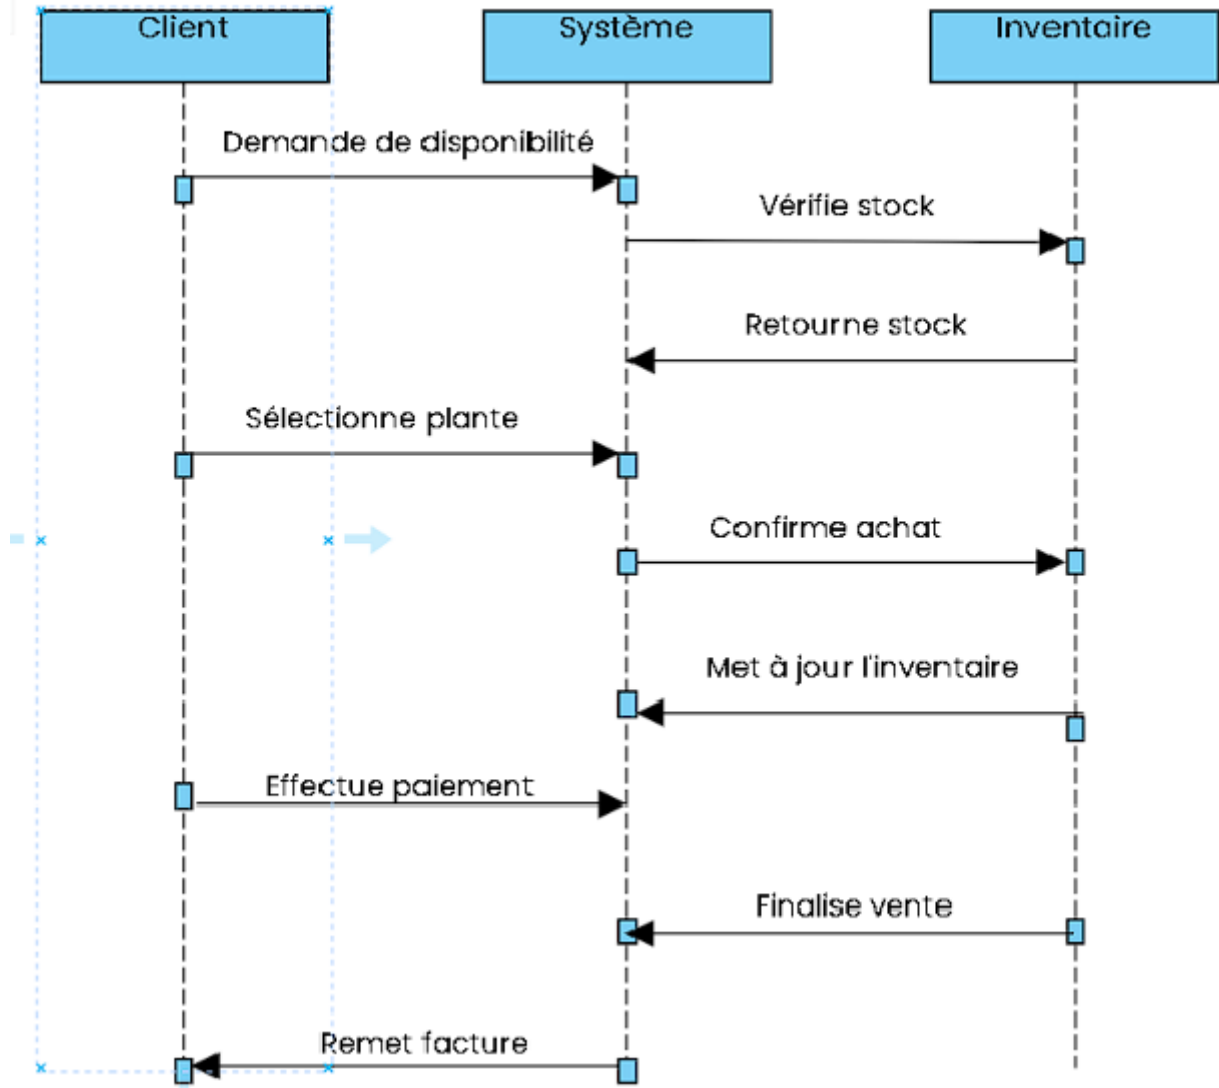 Client
Système
Inventaire
Demande de disponibilité
Vérifie stock
Retourne stock
Sélectionne plante
Confirme achat
Met à jour l'inventaire
Effectue paiement
Finalise vente
Remet facture